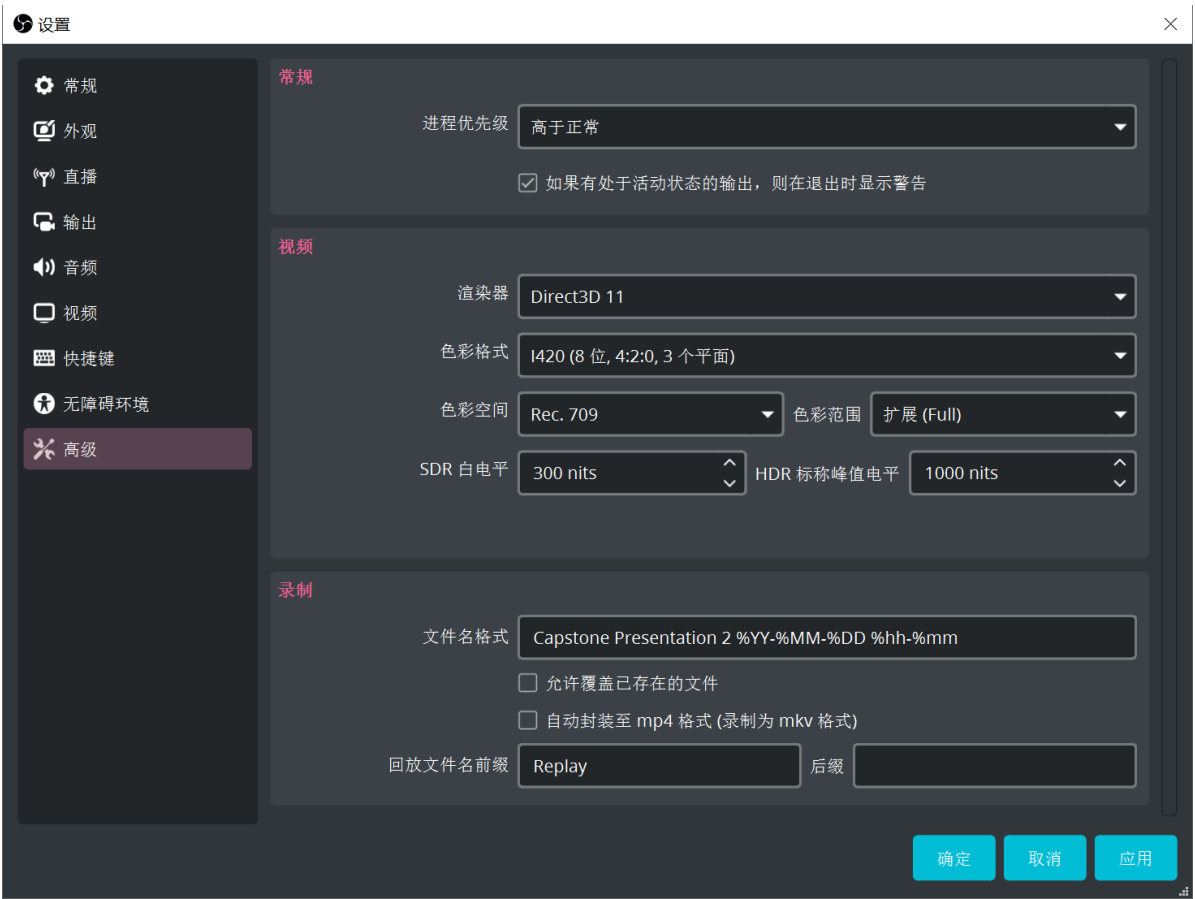 设置
常规
外观
直播
输出
音频
视频
快捷键
无障碍环境
高级
常规
进程优先级 高于正常
如果有处于活动状态的输出，则在退出时显示警告
视频
渲染器 Direct3D 11
色彩格式 I420 (8 位, 4:2:0, 3 个平面)
色彩空间 Rec. 709 色彩范围 扩展 (Full)
SDR 白电平 300 nits HDR 标称峰值电平 1000 nits
录制
文件名格式 Capstone Presentation 2 %YY-%MM-%DD %hh-%mm
允许覆盖已存在的文件
自动封装至 mp4 格式 (录制为 mkv 格式)
回放文件名前缀 Replay 后缀
确定 取消 应用